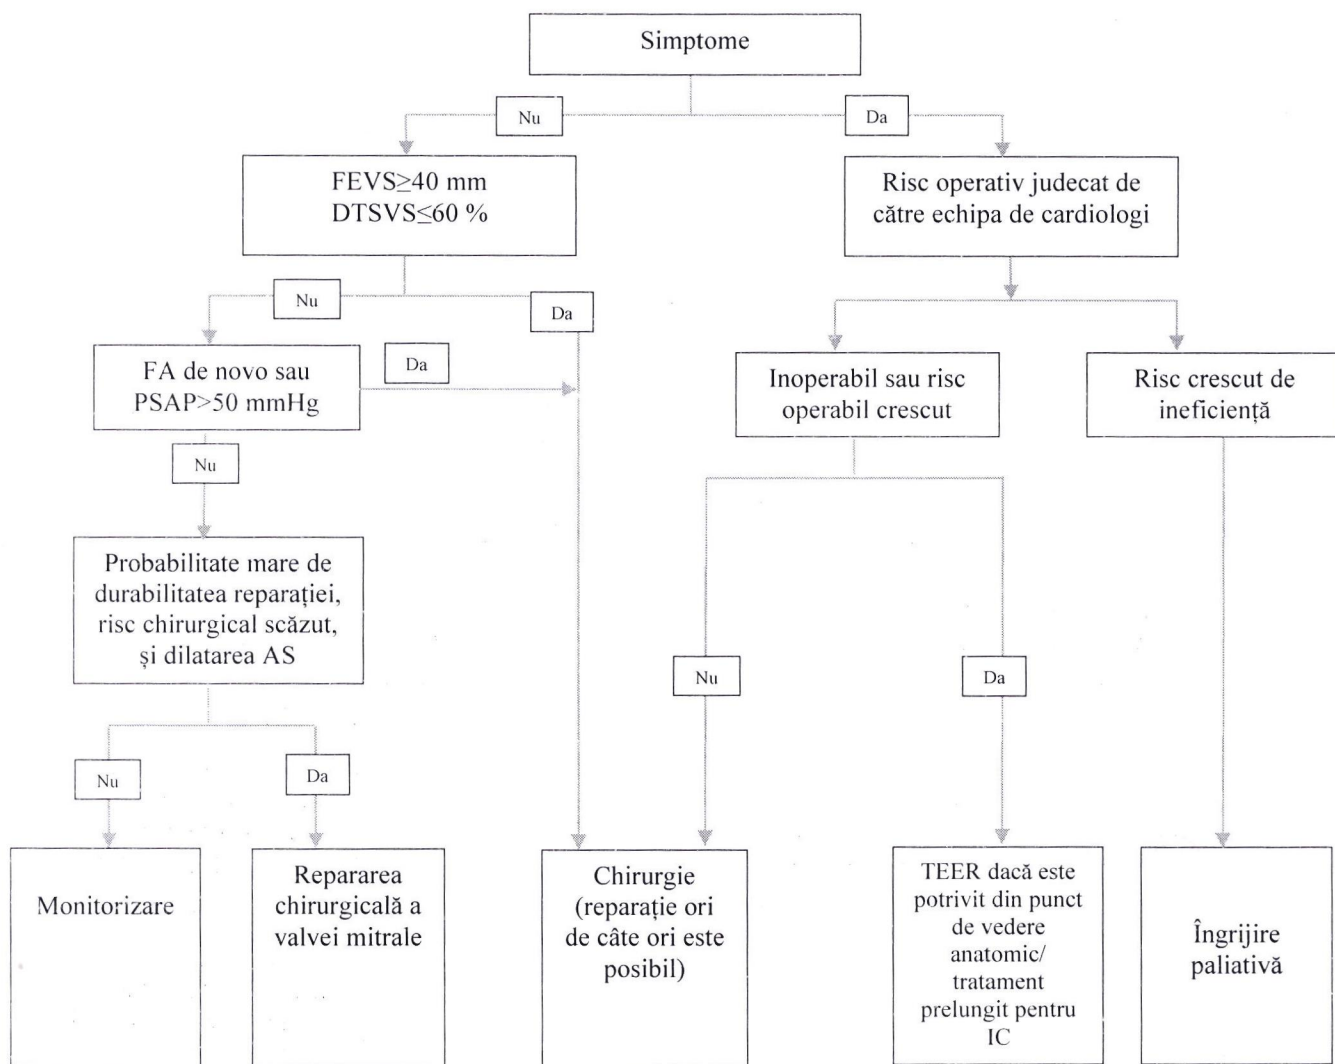 Simptome
Nu
Da
FEVS≥40 mm
DTSVS≤60 %
Risc operativ judecat de
către echipa de cardiologi
Nu
Da
FA de novo sau
PSAP>50 mmHg
Da
Inoperabil sau risc
operabil crescut
Risc crescut de
ineficiență
Nu
Probabilitate mare de
durabilitatea reparației,
risc chirurgical scăzut,
și dilatarea AS
Nu
Da
Nu
Da
Monitorizare
Repararea
chirurgicală a
valvei mitrale
Chirurgie
(reparație ori
de câte ori este
posibil)
TEER dacă este
potrivit din punct
de vedere
anatomic/
tratament
prelungit pentru
IC
Îngrijire
paliativă